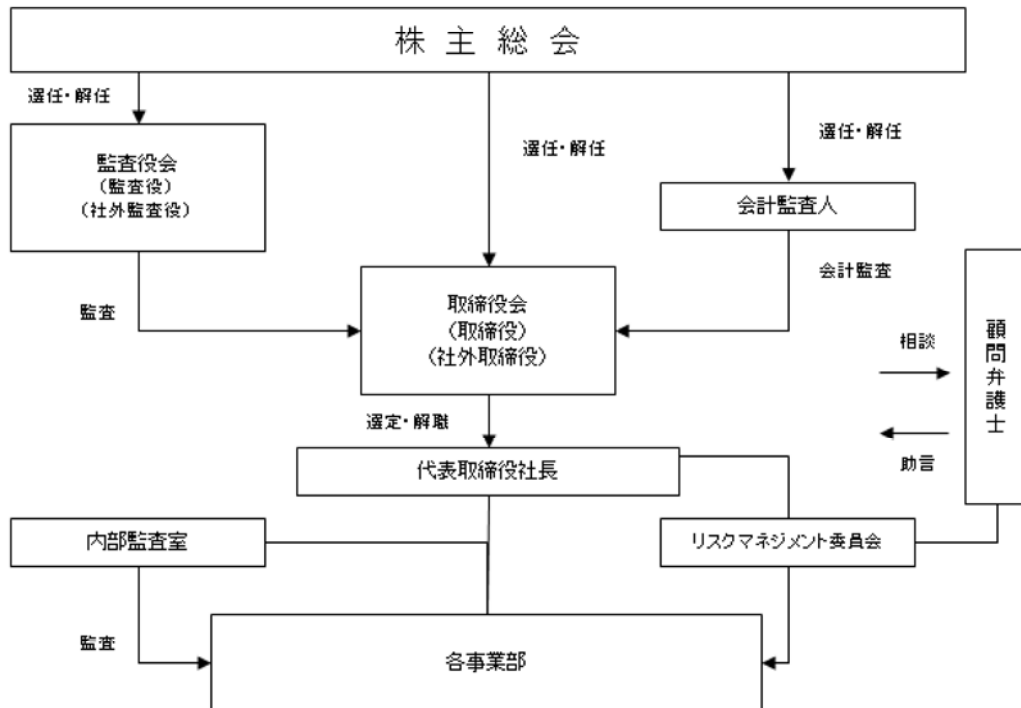 株主総会
選任・解任
選任・解任
選任・解任
監査役会
(監査役)
(社外監査役)
会計監査人
監査
会計監査
取締役会
(取締役)
(社外取締役)
相談
助言
顧問弁護士
選定・解職
代表取締役社長
内部監査室
リスクマネジメント委員会
監査
各事業部